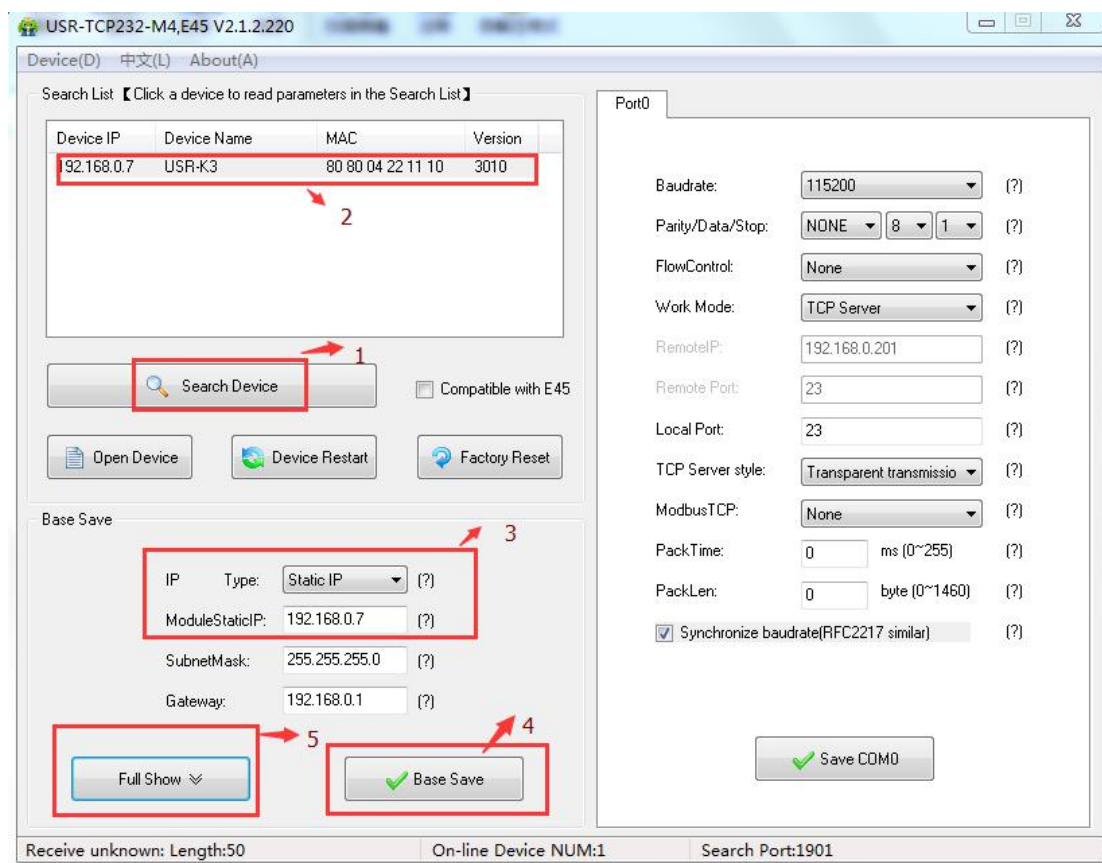 USR-TCP232-M4,E45 V2.1.2.220
Device(D) 中文(L) About(A)
Search List【Click a device to read parameters in the Search List】
Device IP Device Name MAC Version
192.168.0.7 USR-K3 80 80 04 22 11 10 3010
2
1
Search Device
Compatible with E45
Open Device
Device Restart
Factory Reset
Base Save
3
IP Type: Static IP (?)
ModuleStaticIP: 192.168.0.7 (?)
SubnetMask: 255.255.255.0 (?)
Gateway: 192.168.0.1 (?)
5
4
Full Show
Base Save
Port0
Baudrate: 115200 (?)
Parity/Data/Stop: NONE 8 1 (?)
FlowControl: None (?)
Work Mode: TCP Server (?)
RemoteIP: 192.168.0.201 (?)
Remote Port: 23 (?)
Local Port: 23 (?)
TCP Server style: Transparent transmissio (?)
ModbusTCP: None (?)
PackTime: 0 ms (0~255) (?)
PackLen: 0 byte (0~1460) (?)
Synchronize baudrate(RFC2217 similar) (?)
Save COM0
Receive unknown: Length:50 On-line Device NUM:1 Search Port:1901